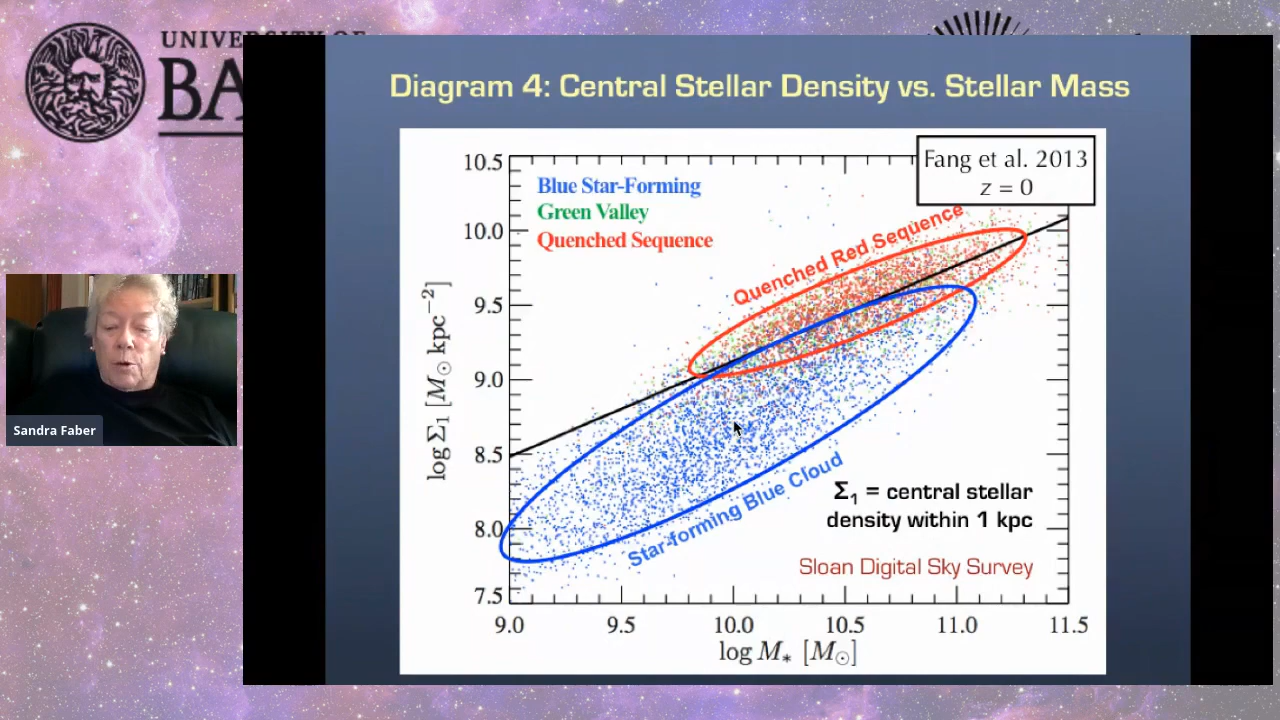 UNIVERSITY OF
BA
Diagram 4: Central Stellar Density vs. Stellar Mass
Fang et al. 2013
z = 0
Blue Star-Forming
Green Valley
Quenched Sequence
Quenched Red Sequence
Star-forming Blue Cloud
Σ₁ = central stellar
density within 1 kpc
Sloan Digital Sky Survey
log Σ₁ [M⊙ kpc⁻²]
10.5
10.0
9.5
9.0
8.5
8.0
7.5
9.0 9.5 10.0 10.5 11.0 11.5
log M* [M⊙]
Sandra Faber